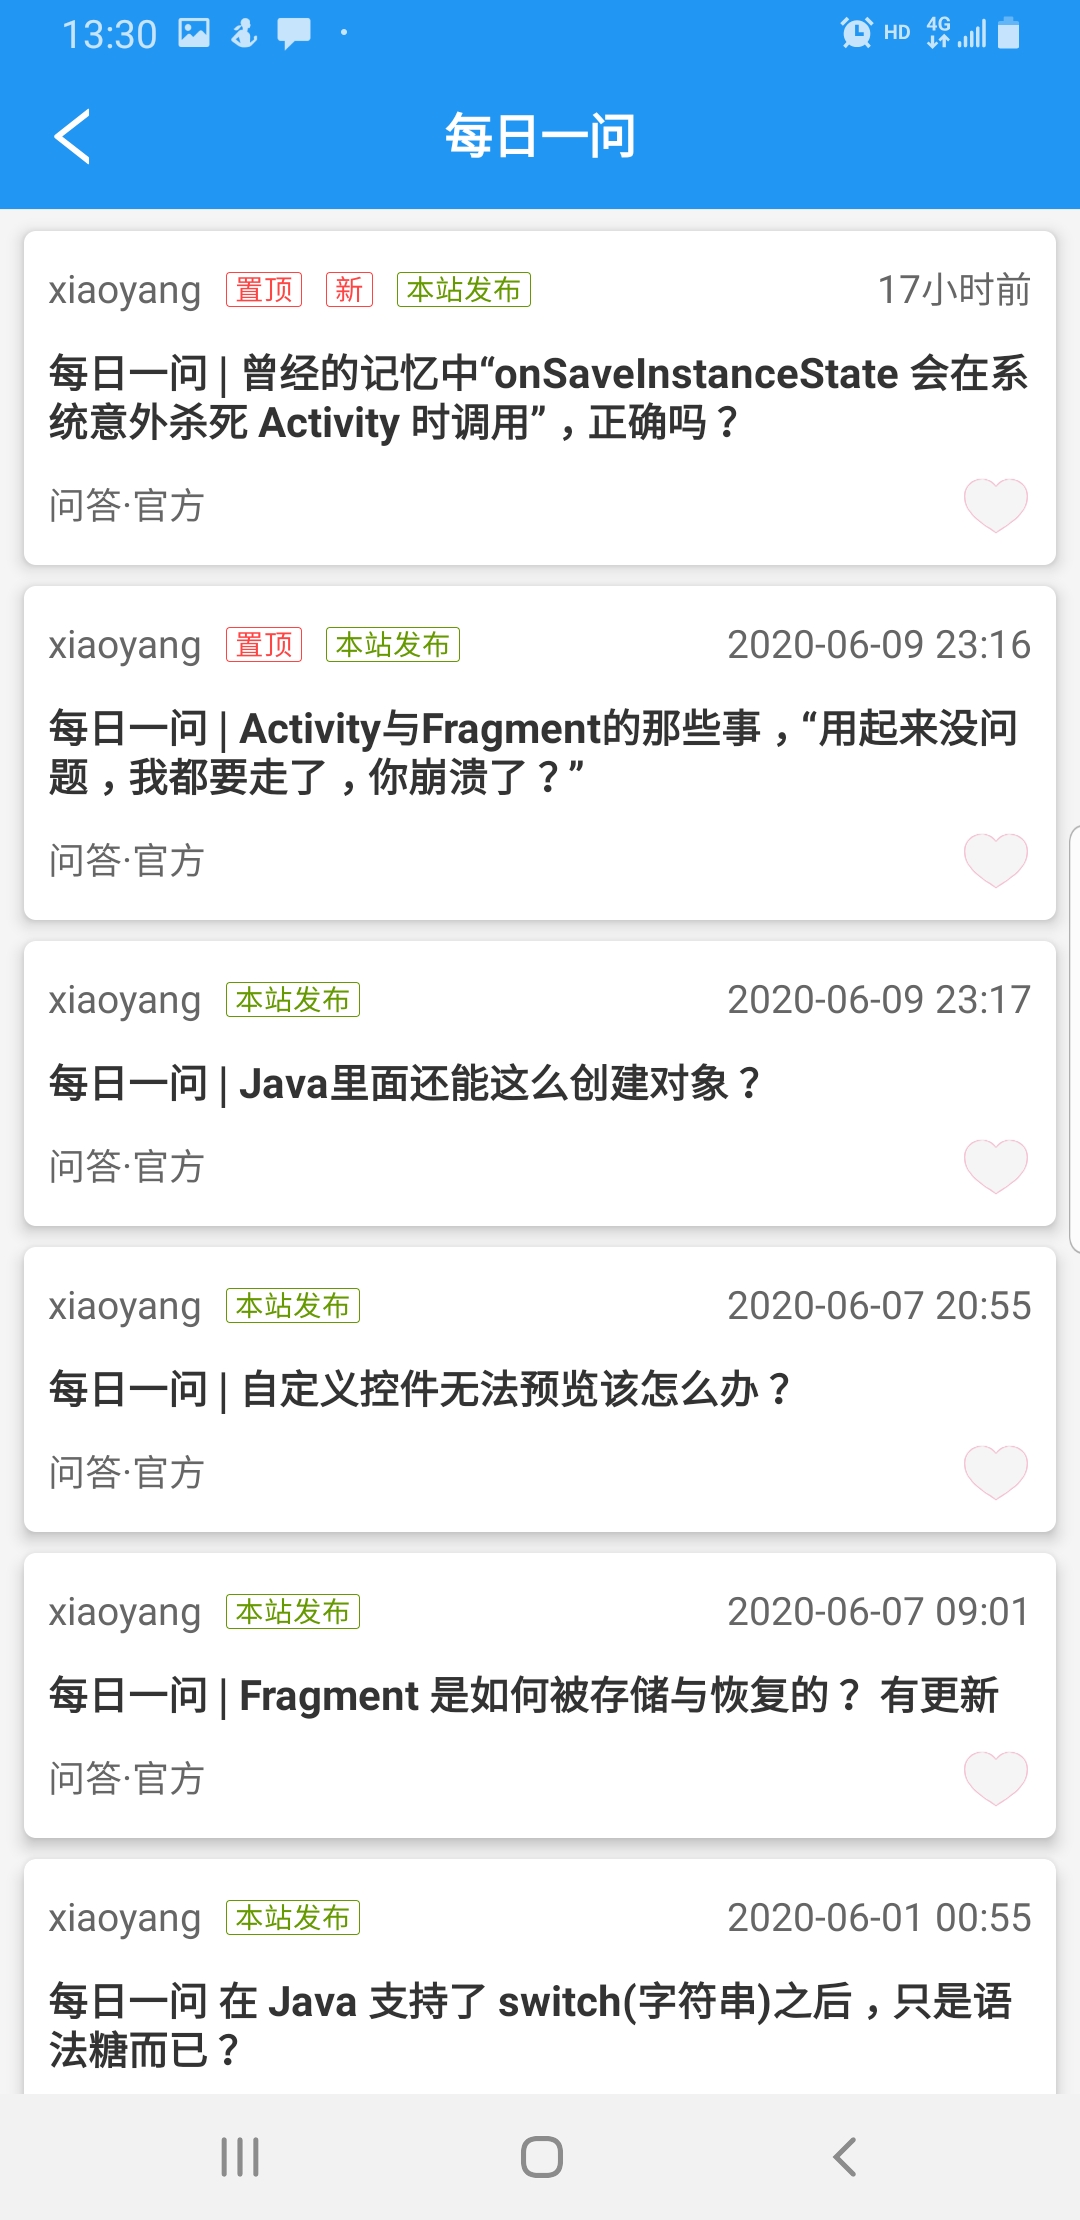 13:30 HD 4G
每日一问
xiaoyang 置顶 新 本站发布 17小时前
每日一问 | 曾经的记忆中“onSaveInstanceState 会在系
统意外杀死 Activity 时调用”，正确吗？
问答·官方
xiaoyang 置顶 本站发布 2020-06-09 23:16
每日一问 | Activity与Fragment的那些事，“用起来没问
题，我都要走了，你崩溃了？”
问答·官方
xiaoyang 本站发布 2020-06-09 23:17
每日一问 | Java里面还能这么创建对象？
问答·官方
xiaoyang 本站发布 2020-06-07 20:55
每日一问 | 自定义控件无法预览该怎么办？
问答·官方
xiaoyang 本站发布 2020-06-07 09:01
每日一问 | Fragment 是如何被存储与恢复的？ 有更新
问答·官方
xiaoyang 本站发布 2020-06-01 00:55
每日一问 在 Java 支持了 switch(字符串)之后，只是语
法糖而已？